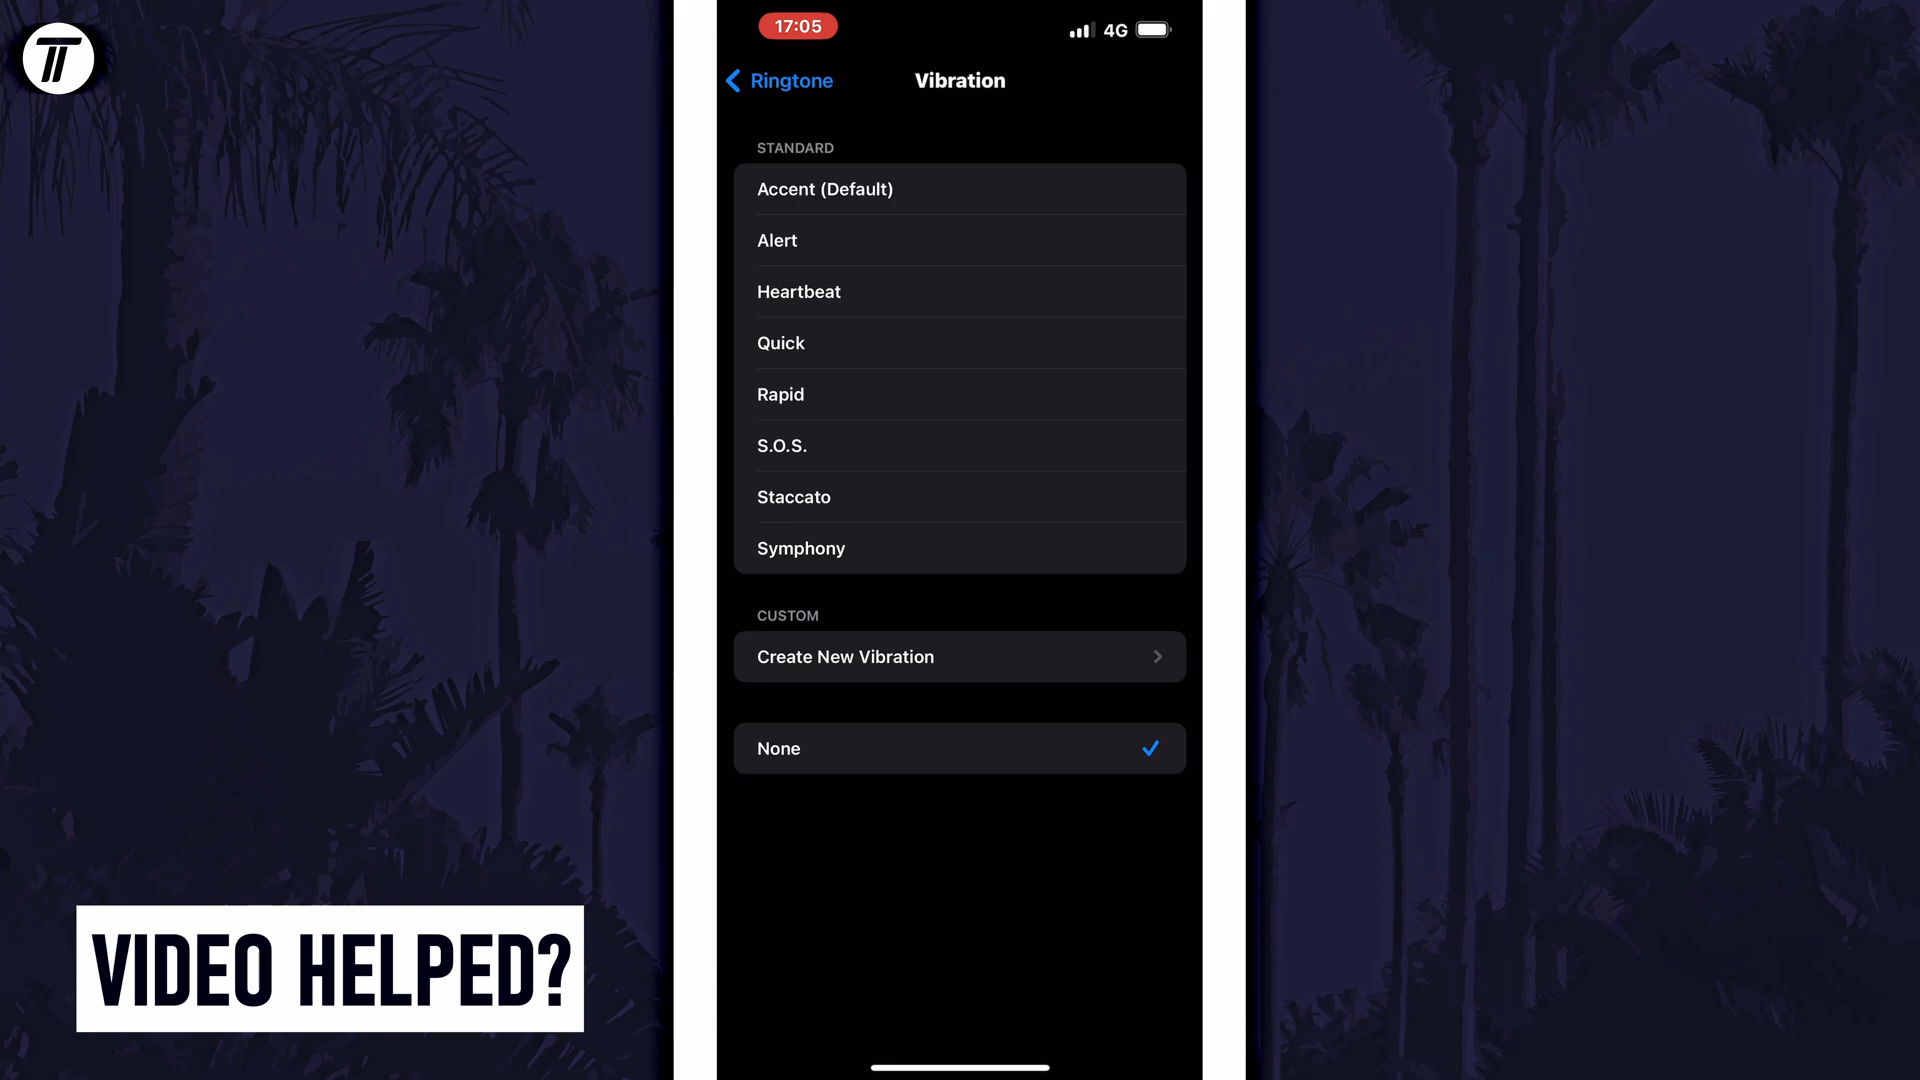 17:05
4G
Ringtone
Vibration
STANDARD
Accent (Default)
Alert
Heartbeat
Quick
Rapid
S.O.S.
Staccato
Symphony
CUSTOM
Create New Vibration
None
VIDEO HELPED?